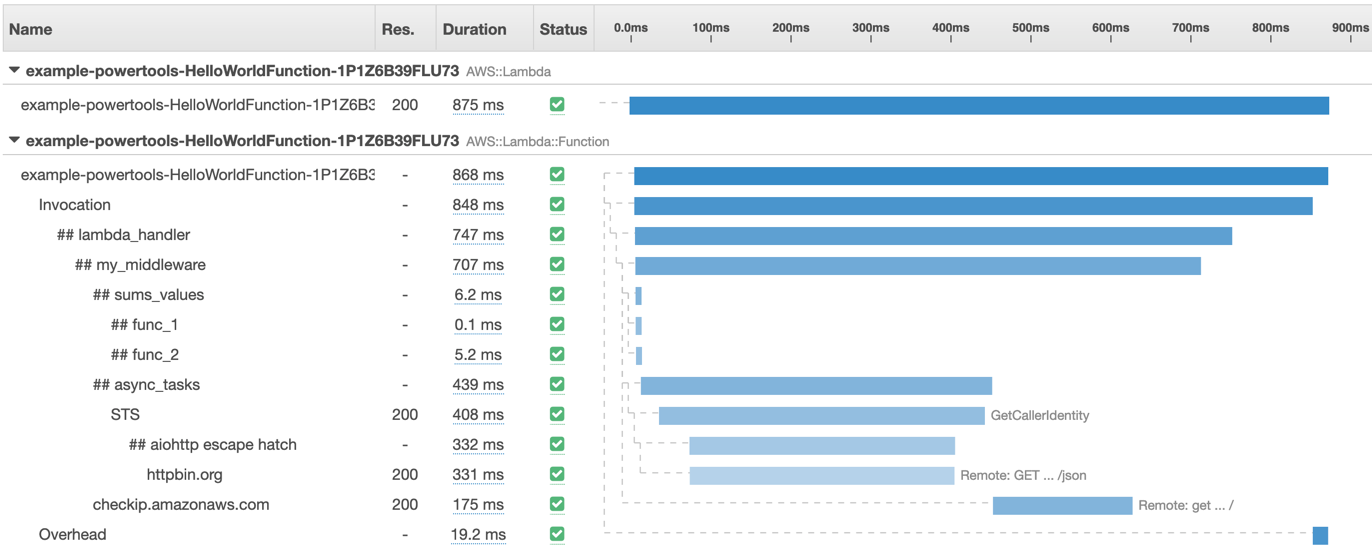 Name Res. Duration Status 0.0ms 100ms 200ms 300ms 400ms 500ms 600ms 700ms 800ms 900ms
example-powertools-HelloWorldFunction-1P1Z6B39FLU73 AWS::Lambda
example-powertools-HelloWorldFunction-1P1Z6B3 200 875 ms
example-powertools-HelloWorldFunction-1P1Z6B39FLU73 AWS::Lambda::Function
example-powertools-HelloWorldFunction-1P1Z6B3 - 868 ms
Invocation - 848 ms
## lambda_handler - 747 ms
## my_middleware - 707 ms
## sums_values - 6.2 ms
## func_1 - 0.1 ms
## func_2 - 5.2 ms
## async_tasks - 439 ms
STS 200 408 ms GetCallerIdentity
## aiohttp escape hatch - 332 ms
httpbin.org 200 331 ms Remote: GET ... /json
checkip.amazonaws.com 200 175 ms Remote: get ... /
Overhead - 19.2 ms